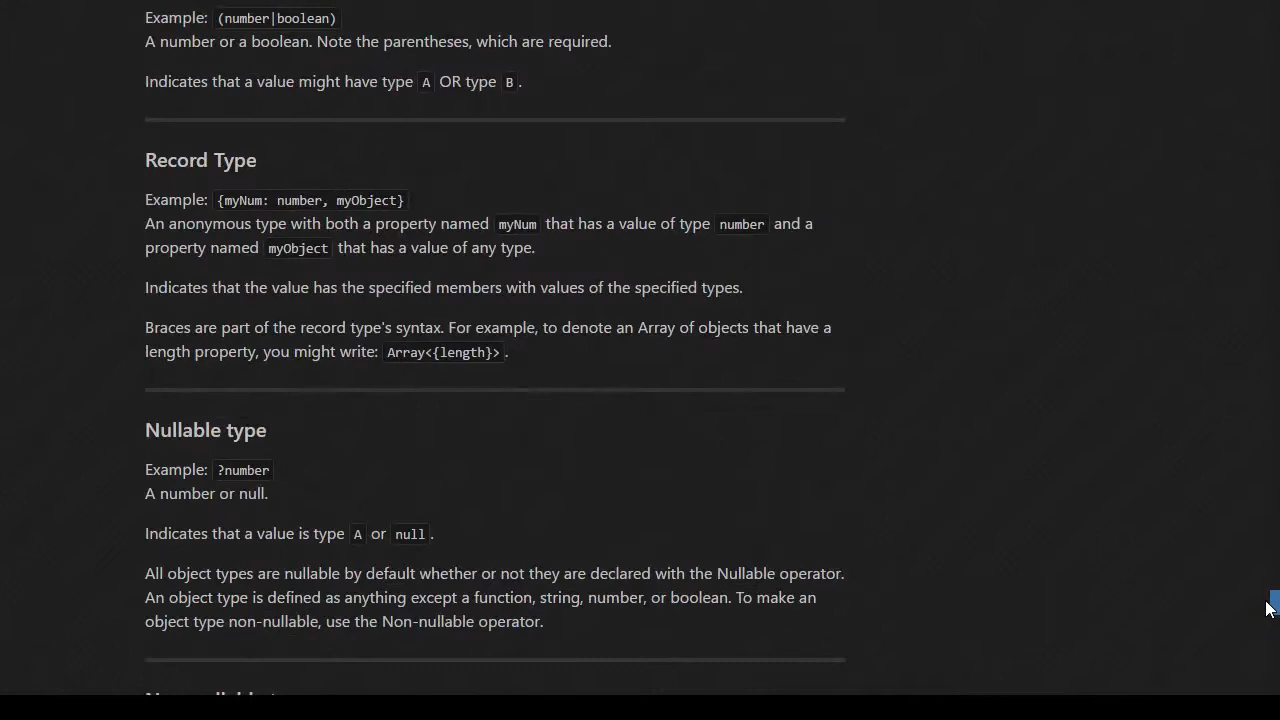 Example: (number|boolean)
A number or a boolean. Note the parentheses, which are required.
Indicates that a value might have type A OR type B.
Record Type
Example: {myNum: number, myObject}
An anonymous type with both a property named myNum that has a value of type number and a
property named myObject that has a value of any type.
Indicates that the value has the specified members with values of the specified types.
Braces are part of the record type's syntax. For example, to denote an Array of objects that have a
length property, you might write: Array<{length}>.
Nullable type
Example: ?number
A number or null.
Indicates that a value is type A or null.
All object types are nullable by default whether or not they are declared with the Nullable operator.
An object type is defined as anything except a function, string, number, or boolean. To make an
object type non-nullable, use the Non-nullable operator.